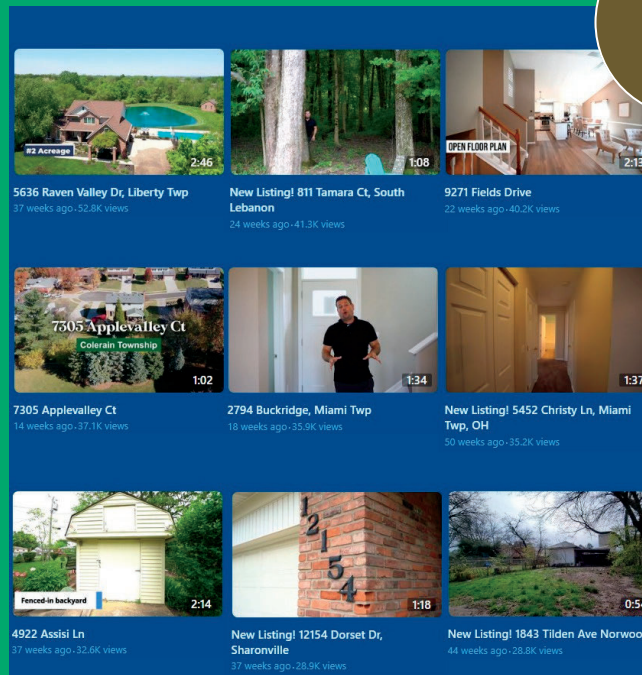 #2 Acreage
2:46
1:08
OPEN FLOOR PLAN
2:13
5636 Raven Valley Dr, Liberty Twp
37 weeks ago·52.8K views
New Listing! 811 Tamara Ct, South
Lebanon
24 weeks ago·41.3K views
9271 Fields Drive
22 weeks ago·40.2K views
7305 Applevalley Ct
Colerain Township
1:02
1:34
1:37
7305 Applevalley Ct
14 weeks ago·37.1K views
2794 Buckridge, Miami Twp
18 weeks ago·35.9K views
New Listing! 5452 Christy Ln, Miami
Twp, OH
50 weeks ago·35.2K views
Fenced-in backyard
2:14
12154
1:18
0:54
4922 Assisi Ln
37 weeks ago·32.6K views
New Listing! 12154 Dorset Dr,
Sharonville
37 weeks ago·28.9K views
New Listing! 1843 Tilden Ave Norwoo
44 weeks ago·28.8K views